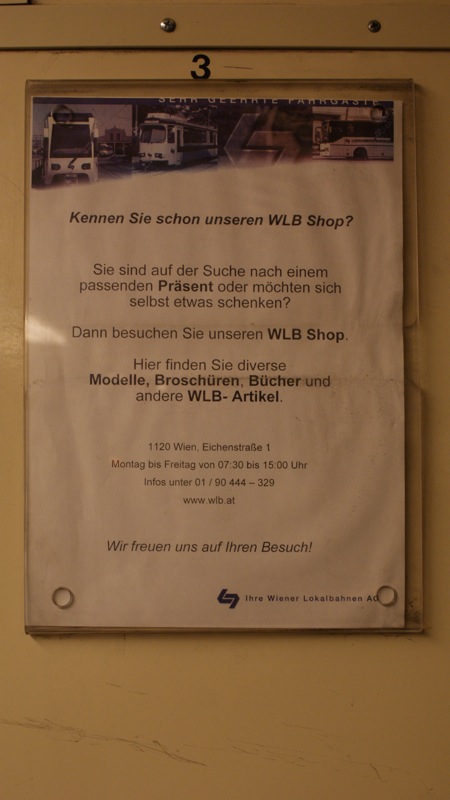 3
SEHR GEEHRTE FAHRGÄSTE
Kennen Sie schon unseren WLB Shop?
Sie sind auf der Suche nach einem
passenden Präsent oder möchten sich
selbst etwas schenken?
Dann besuchen Sie unseren WLB Shop.
Hier finden Sie diverse
Modelle, Broschüren, Bücher und
andere WLB- Artikel.
1120 Wien, Eichenstraße 1
Montag bis Freitag von 07:30 bis 15:00 Uhr
Infos unter 01 / 90 444 – 329
www.wlb.at
Wir freuen uns auf Ihren Besuch!
Ihre Wiener Lokalbahnen AG